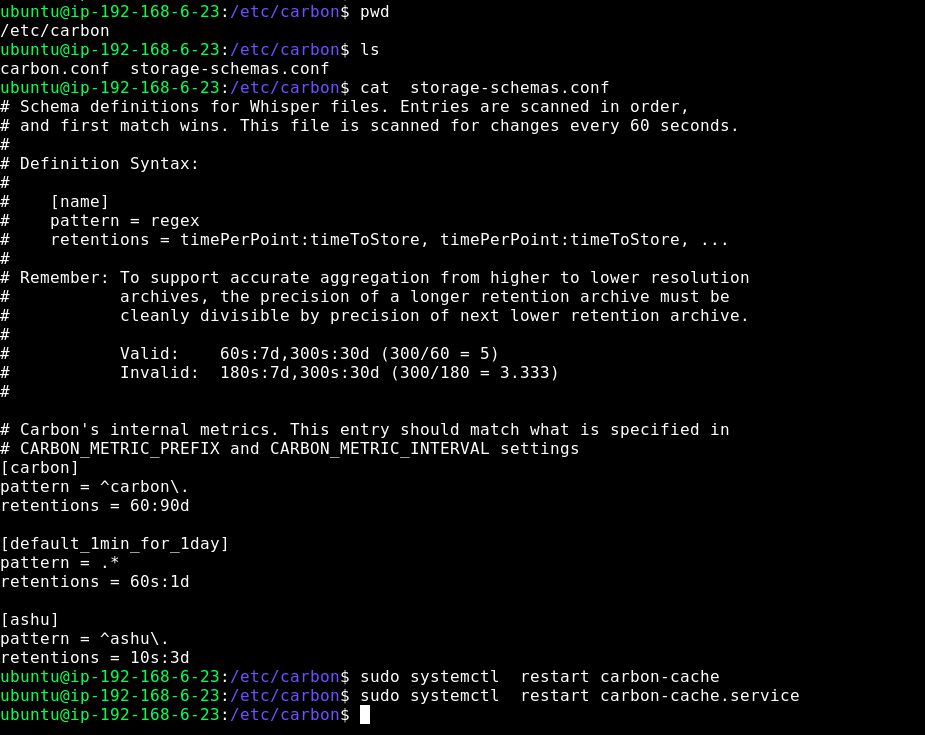 ubuntu@ip-192-168-6-23:/etc/carbon$ pwd
/etc/carbon
ubuntu@ip-192-168-6-23:/etc/carbon$ ls
carbon.conf  storage-schemas.conf
ubuntu@ip-192-168-6-23:/etc/carbon$ cat  storage-schemas.conf
# Schema definitions for Whisper files. Entries are scanned in order,
# and first match wins. This file is scanned for changes every 60 seconds.
#
# Definition Syntax:
#
#    [name]
#    pattern = regex
#    retentions = timePerPoint:timeToStore, timePerPoint:timeToStore, ...
#
# Remember: To support accurate aggregation from higher to lower resolution
#           archives, the precision of a longer retention archive must be
#           cleanly divisible by precision of next lower retention archive.
#
#           Valid:    60s:7d,300s:30d (300/60 = 5)
#           Invalid:  180s:7d,300s:30d (300/180 = 3.333)
#

# Carbon's internal metrics. This entry should match what is specified in
# CARBON_METRIC_PREFIX and CARBON_METRIC_INTERVAL settings
[carbon]
pattern = ^carbon\.
retentions = 60:90d

[default_1min_for_1day]
pattern = .*
retentions = 60s:1d

[ashu]
pattern = ^ashu\.
retentions = 10s:3d
ubuntu@ip-192-168-6-23:/etc/carbon$ sudo systemctl  restart carbon-cache
ubuntu@ip-192-168-6-23:/etc/carbon$ sudo systemctl  restart carbon-cache.service
ubuntu@ip-192-168-6-23:/etc/carbon$